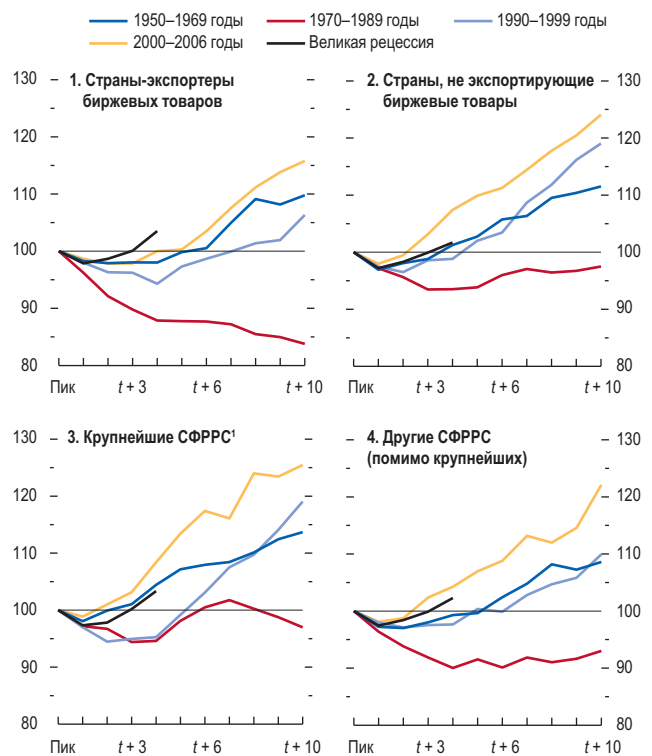 1950–1969 годы
1970–1989 годы
1990–1999 годы
2000–2006 годы
Великая рецессия
1. Страны-экспортеры
биржевых товаров
130
120
110
100
90
80
Пик
t + 3
t + 6
t + 10
2. Страны, не экспортирующие
биржевые товары
130
120
110
100
90
80
Пик
t + 3
t + 6
t + 10
3. Крупнейшие СФРРС¹
130
120
110
100
90
80
Пик
t + 3
t + 6
t + 10
4. Другие СФРРС
(помимо крупнейших)
130
120
110
100
90
80
Пик
t + 3
t + 6
t + 10